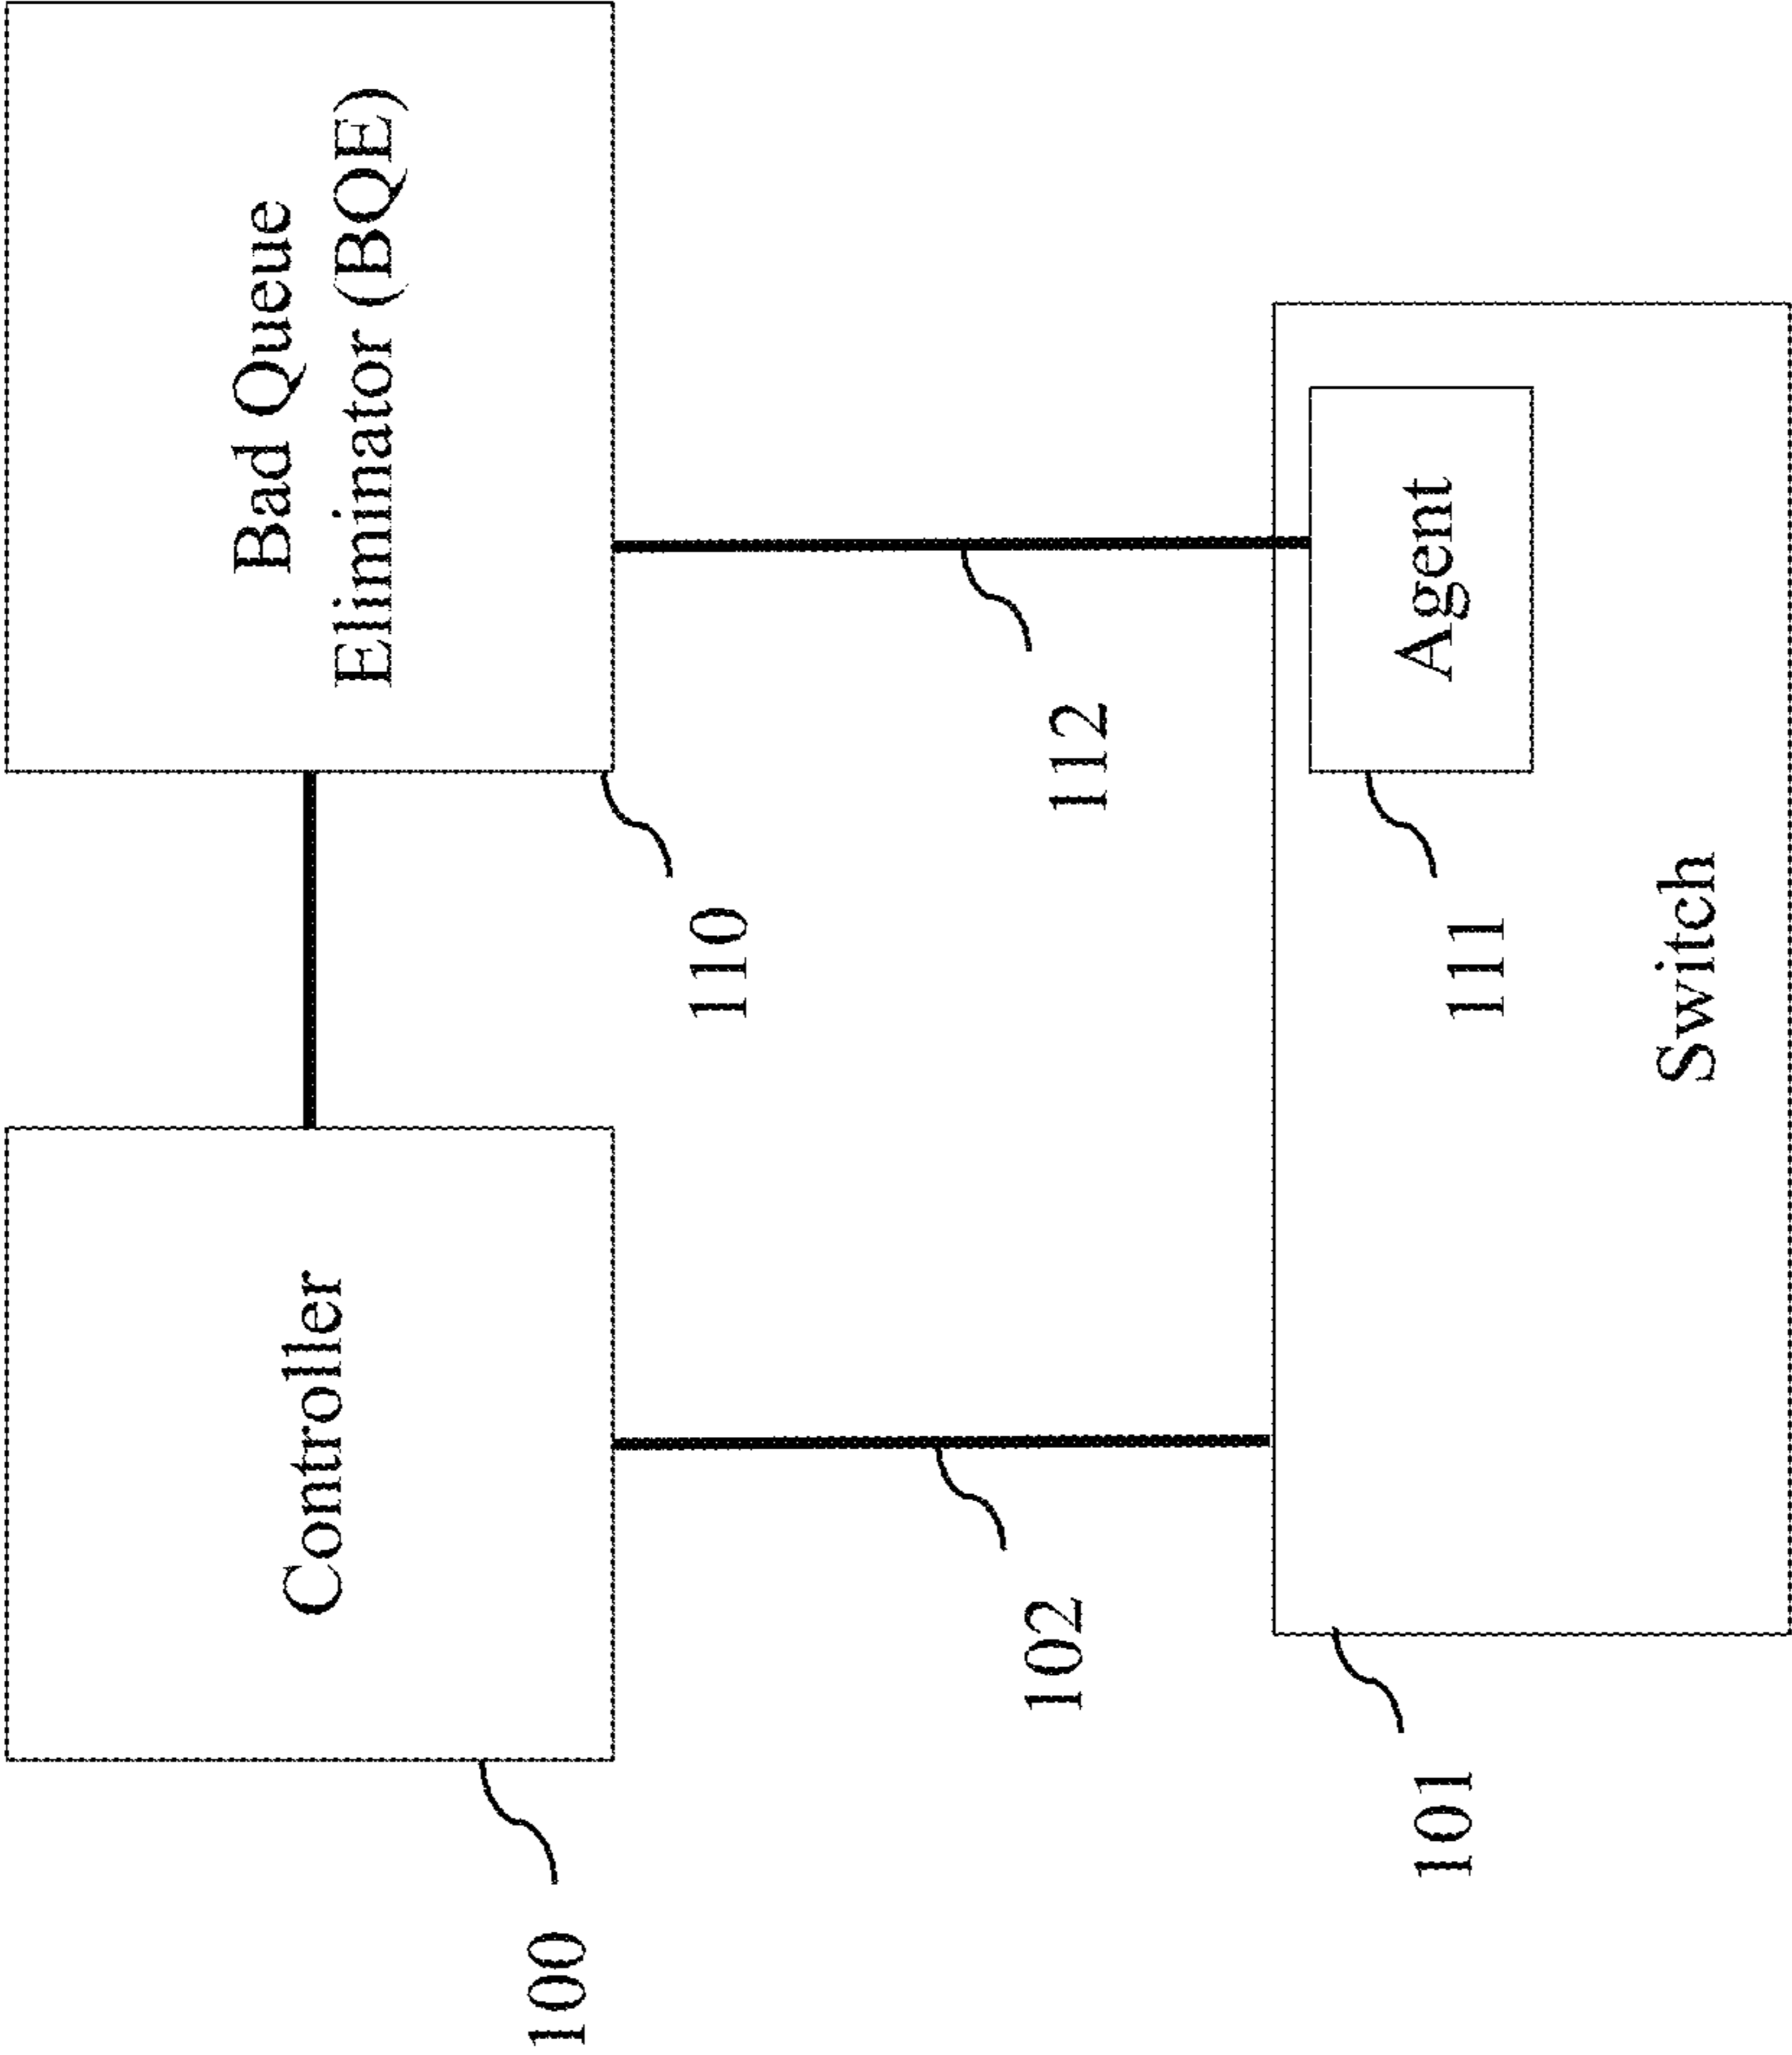 Controller
Bad Queue
Eliminator (BQE)
100
110
102
112
101
111
Agent
Switch